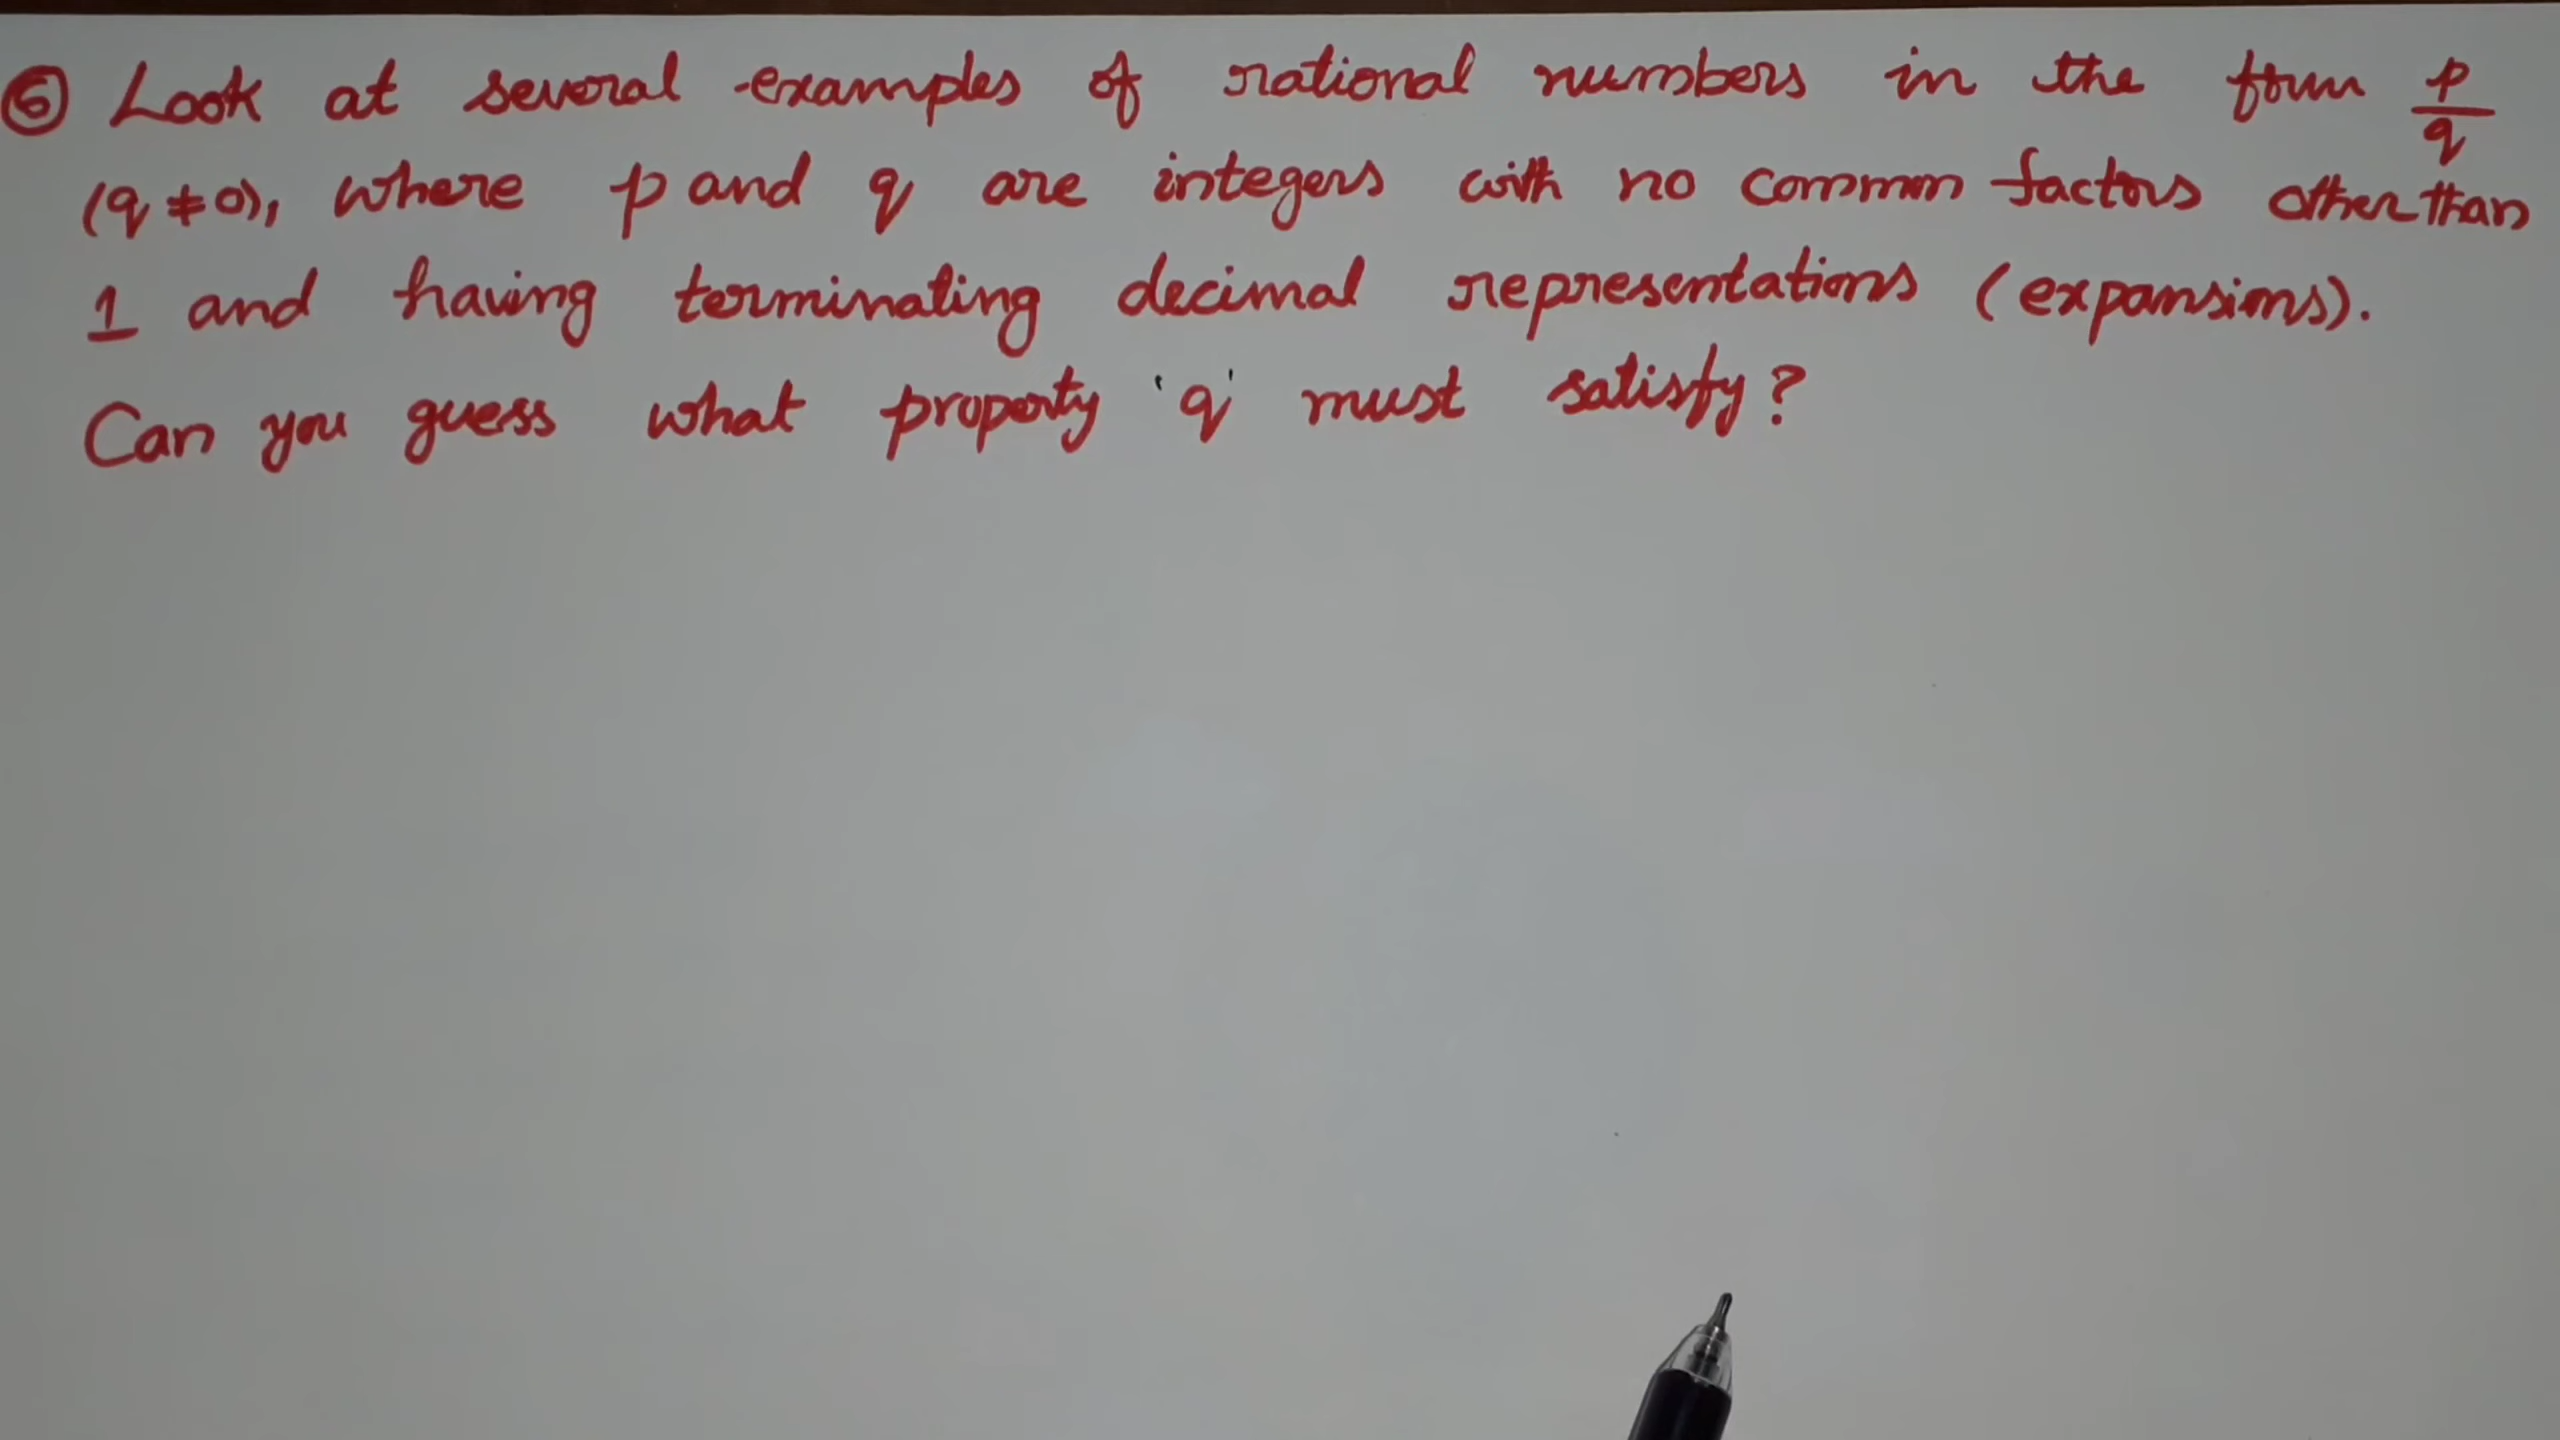 6 Look at several examples of rational numbers in the form p/q
(q ≠ 0), where p and q are integers with no common factors other than
1 and having terminating decimal representations (expansions).
Can you guess what property 'q' must satisfy?